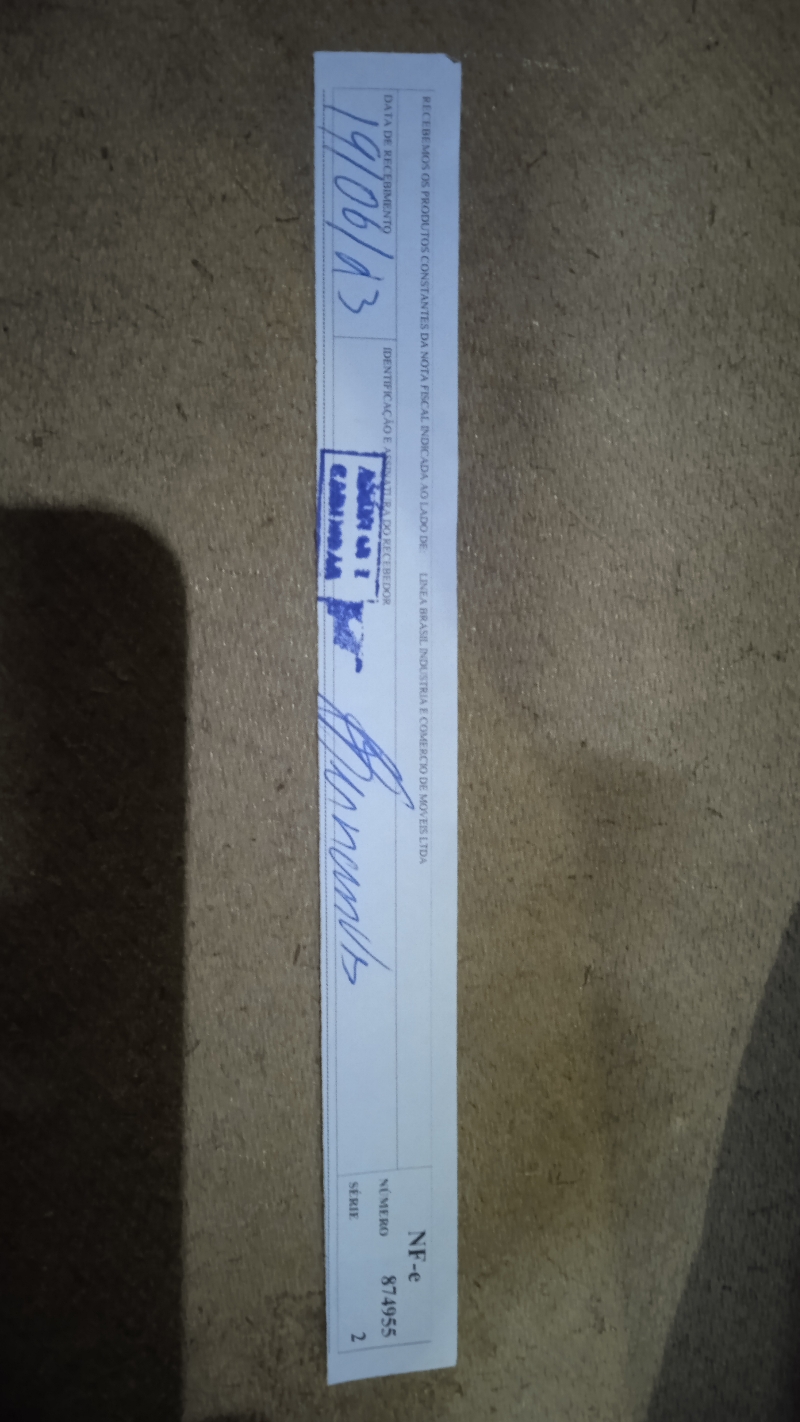 RECEBEMOS OS PRODUTOS CONSTANTES DA NOTA FISCAL INDICADA AO LADO DE LINEA BRASIL INDUSTRIA E COMERCIO DE MOVEIS LTDA
DATA DE RECEBIMENTO
19/06/23
IDENTIFICAÇÃO E ASSINATURA DO RECEBEDOR
NF-e
NÚMERO 874955
SÉRIE 2